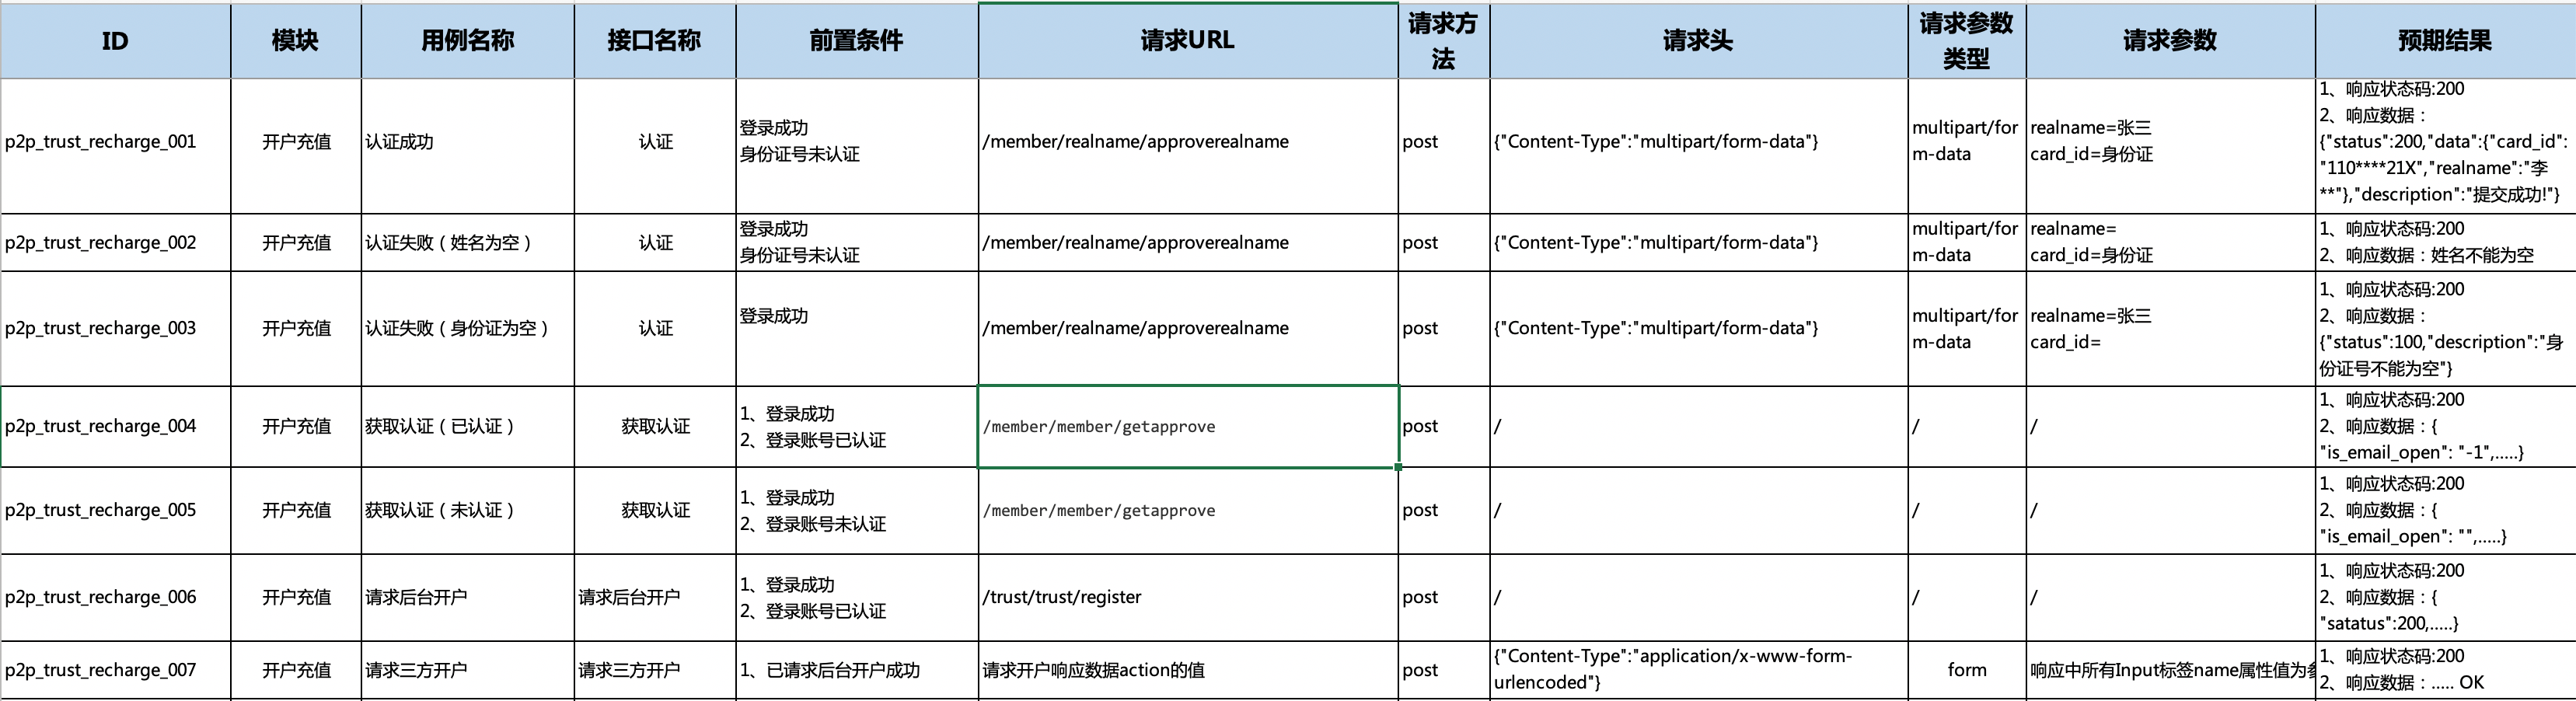 ID
模块
用例名称
接口名称
前置条件
请求URL
请求方
法
请求头
请求参数
类型
请求参数
预期结果
p2p_trust_recharge_001
开户充值
认证成功
认证
登录成功
身份证号未认证
/member/realname/approverealname
post
{"Content-Type":"multipart/form-data"}
multipart/for
m-data
realname=张三
card_id=身份证
1、响应状态码:200
2、响应数据：
{"status":200,"data":{"card_id":
"110****21X","realname":"李
**"},"description":"提交成功!"}
p2p_trust_recharge_002
开户充值
认证失败（姓名为空）
认证
登录成功
身份证号未认证
/member/realname/approverealname
post
{"Content-Type":"multipart/form-data"}
multipart/for
m-data
realname=
card_id=身份证
1、响应状态码:200
2、响应数据：姓名不能为空
p2p_trust_recharge_003
开户充值
认证失败（身份证为空）
认证
登录成功
/member/realname/approverealname
post
{"Content-Type":"multipart/form-data"}
multipart/for
m-data
realname=张三
card_id=
1、响应状态码:200
2、响应数据：
{"status":100,"description":"身
份证号不能为空"}
p2p_trust_recharge_004
开户充值
获取认证（已认证）
获取认证
1、登录成功
2、登录账号已认证
/member/member/getapprove
post
/
/
/
1、响应状态码:200
2、响应数据：{
"is_email_open": "-1",.....}
p2p_trust_recharge_005
开户充值
获取认证（未认证）
获取认证
1、登录成功
2、登录账号未认证
/member/member/getapprove
post
/
/
/
1、响应状态码:200
2、响应数据：{
"is_email_open": "",.....}
p2p_trust_recharge_006
开户充值
请求后台开户
请求后台开户
1、登录成功
2、登录账号已认证
/trust/trust/register
post
/
/
/
1、响应状态码:200
2、响应数据：{
"satatus":200,.....}
p2p_trust_recharge_007
开户充值
请求三方开户
请求三方开户
1、已请求后台开户成功
请求开户响应数据action的值
post
{"Content-Type":"application/x-www-form-
urlencoded"}
form
响应中所有Input标签name属性值为
1、响应状态码:200
2、响应数据：..... OK